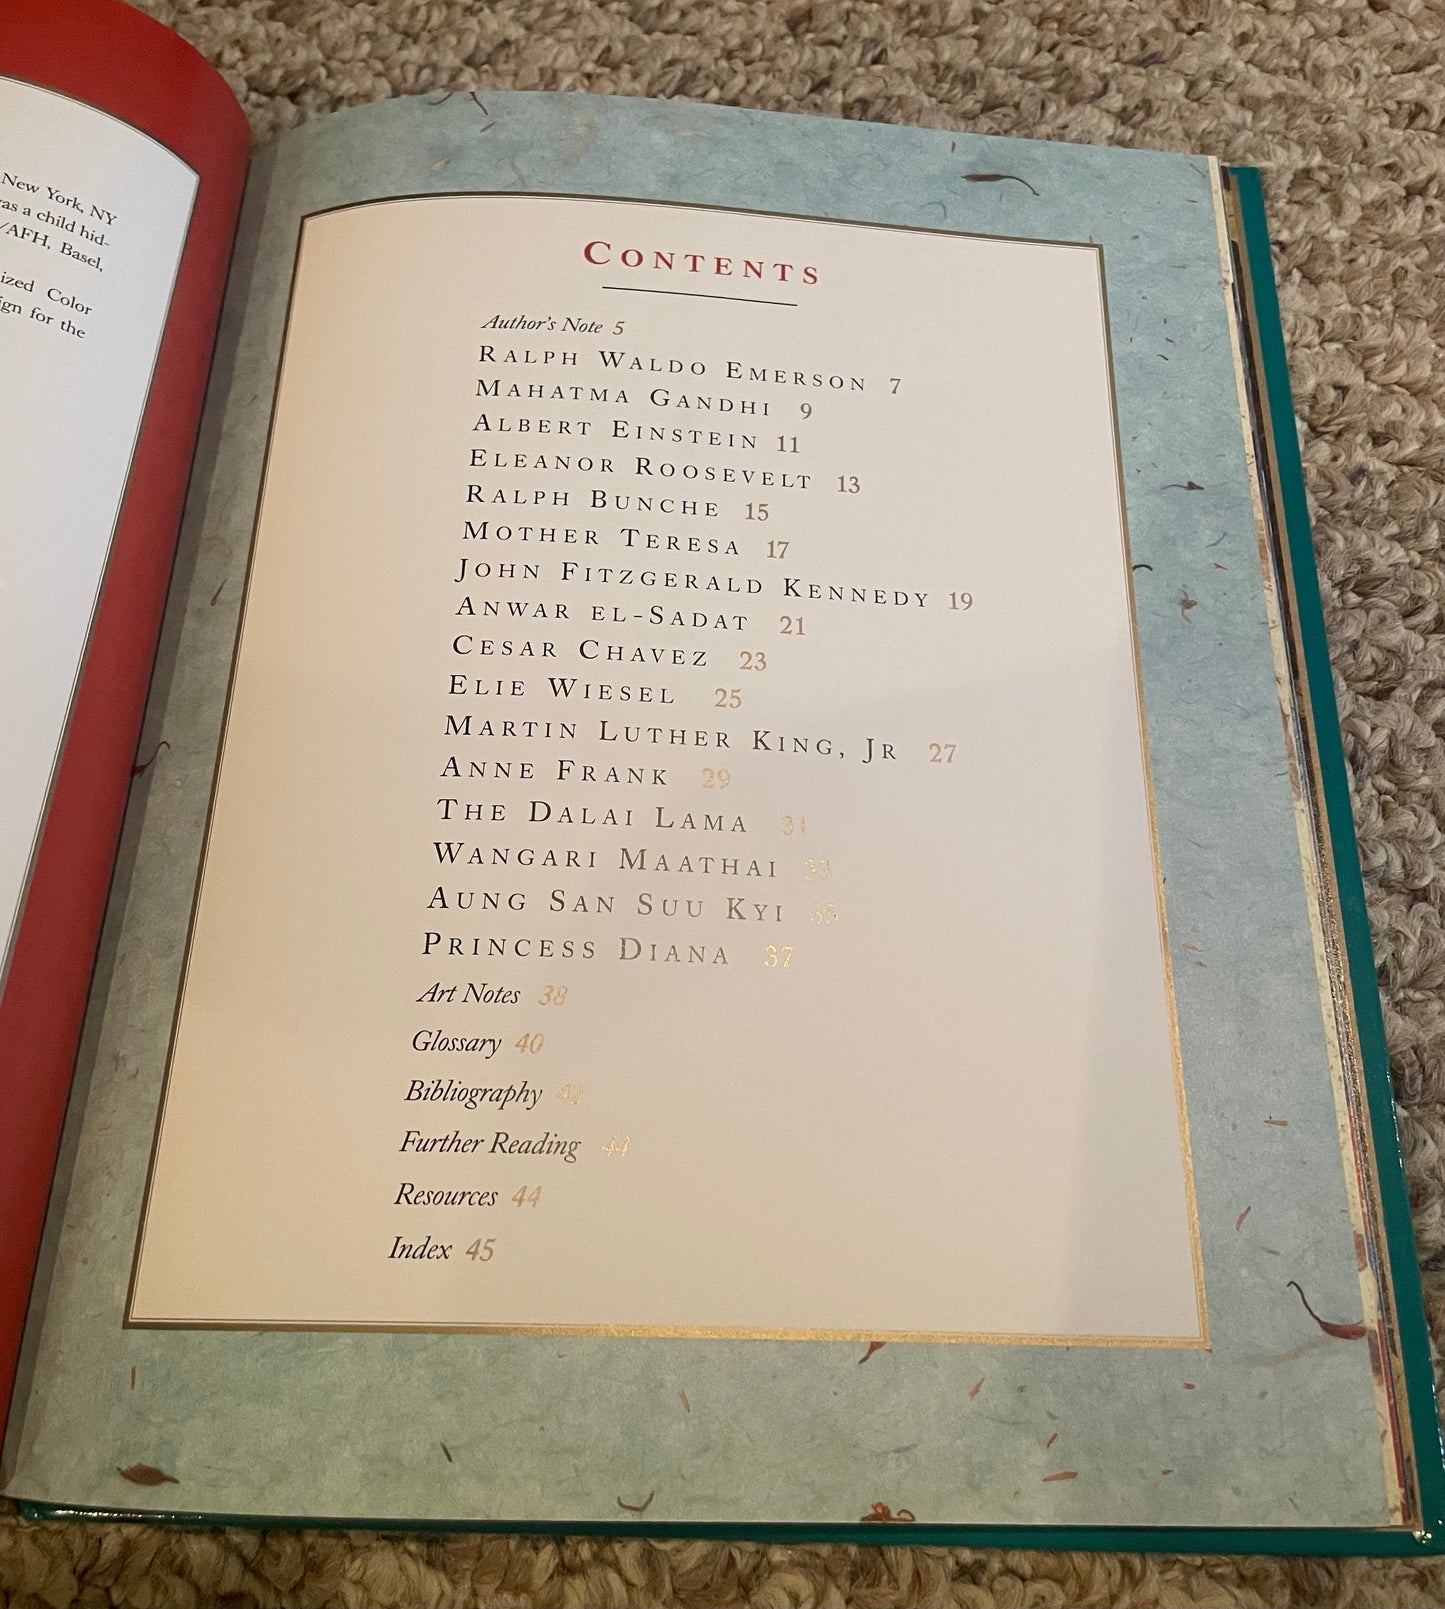 New York, NY
as a child hid-
/AFH, Basel,
ized Color
ign for the
CONTENTS
Author's Note 5
RALPH WALDO EMERSON 7
MAHATMA GANDHI 9
ALBERT EINSTEIN 11
ELEANOR ROOSEVELT 13
RALPH BUNCHE 15
MOTHER TERESA 17
JOHN FITZGERALD KENNEDY 19
ANWAR EL-SADAT 21
CESAR CHAVEZ 23
ELIE WIESEL 25
MARTIN LUTHER KING, JR 27
ANNE FRANK 29
THE DALAI LAMA 31
WANGARI MAATHAI 33
AUNG SAN SUU KYI 35
PRINCESS DIANA 37
Art Notes 38
Glossary 40
Bibliography
Further Reading 44
Resources 44
Index 45